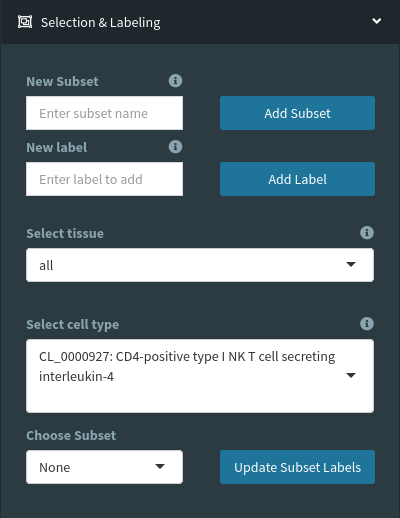 Selection & Labeling
New Subset
Enter subset name
Add Subset
New label
Enter label to add
Add Label
Select tissue
all
Select cell type
CL_0000927: CD4-positive type I NK T cell secreting
interleukin-4
Choose Subset
None
Update Subset Labels